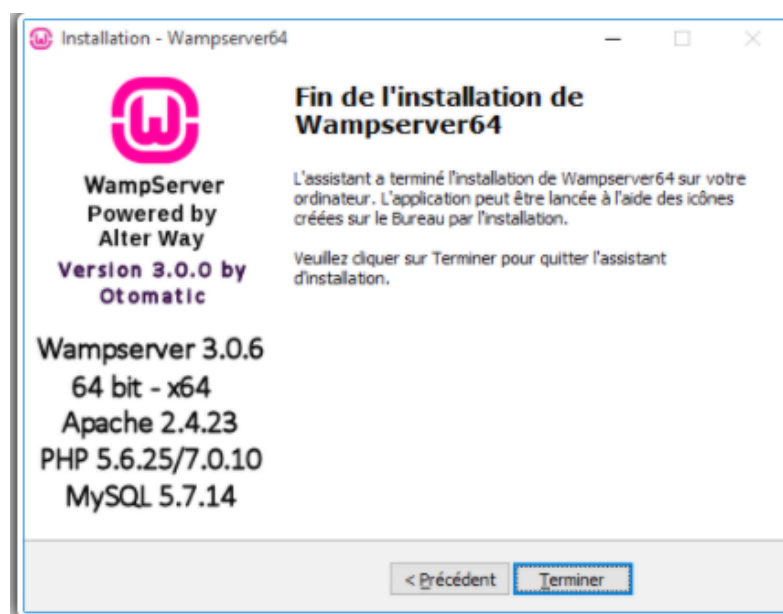 Installation - Wampserver64
WampServer
Powered by
Alter Way
Version 3.0.0 by
Otomatic
Wampserver 3.0.6
64 bit - x64
Apache 2.4.23
PHP 5.6.25/7.0.10
MySQL 5.7.14
Fin de l'installation de
Wampserver64
L'assistant a terminé l'installation de Wampserver64 sur votre
ordinateur. L'application peut être lancée à l'aide des icônes
créées sur le Bureau par l'installation.
Veuillez cliquer sur Terminer pour quitter l'assistant
d'installation.
< Précédent
Terminer